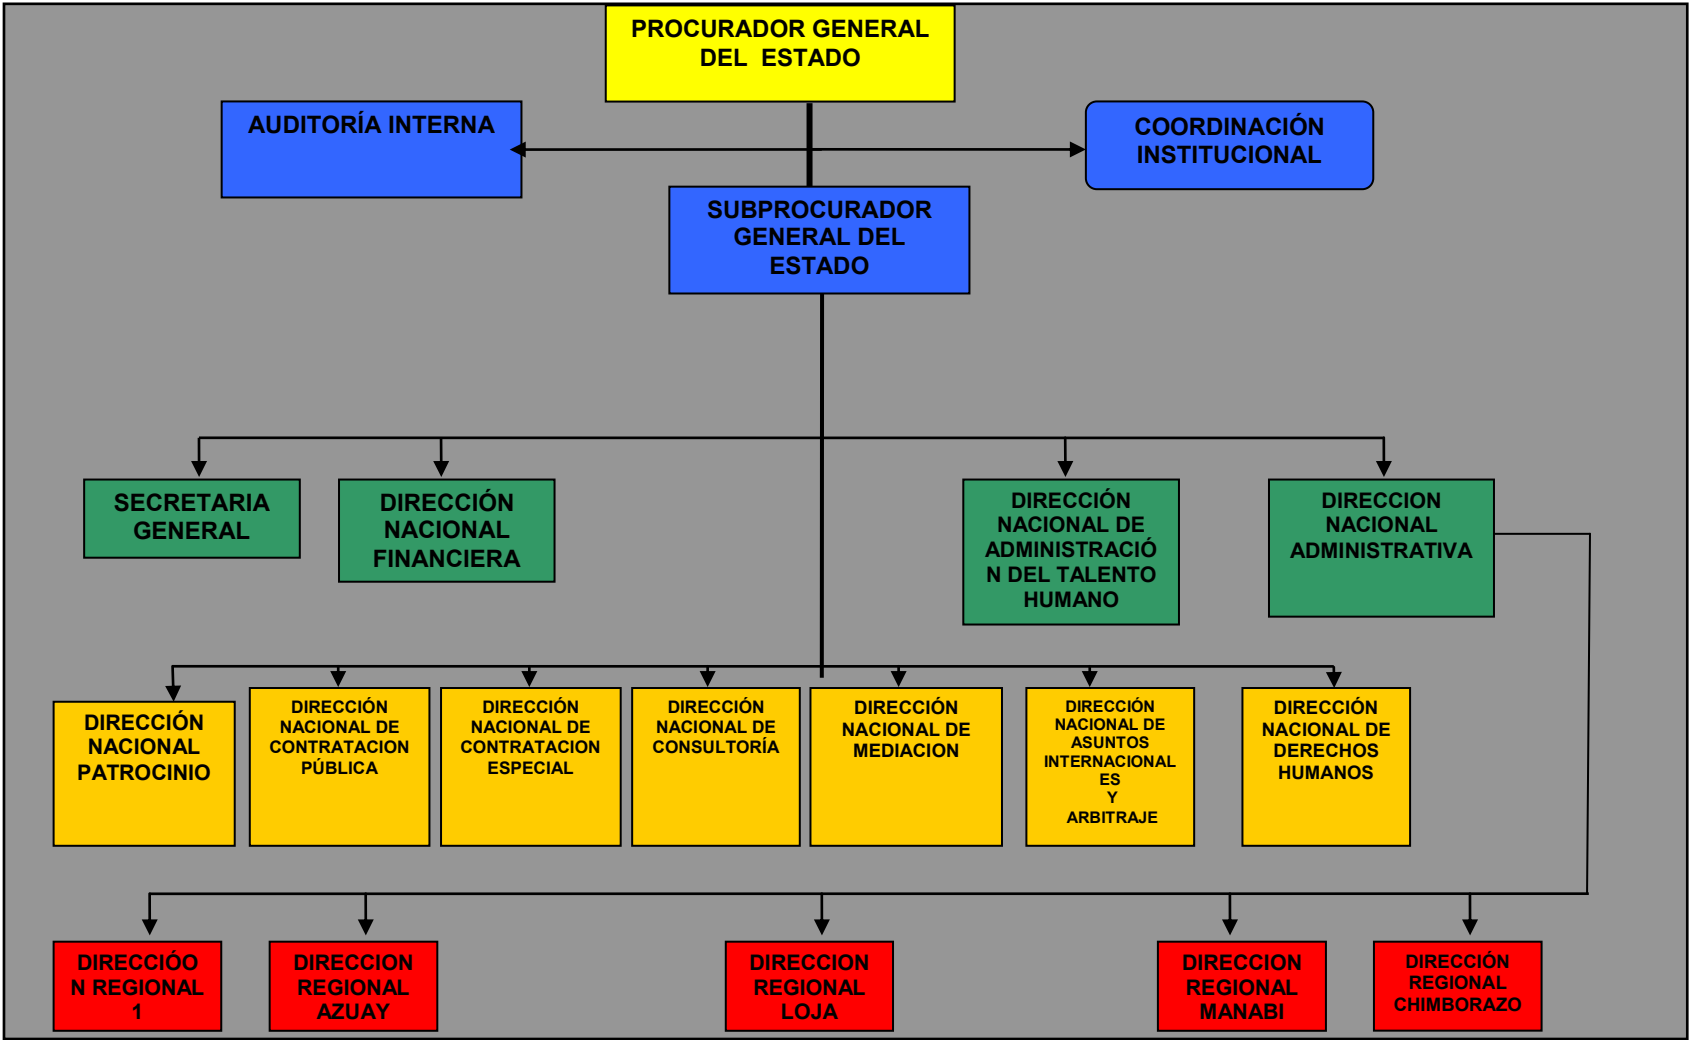 PROCURADOR GENERAL
DEL ESTADO
AUDITORÍA INTERNA
COORDINACIÓN
INSTITUCIONAL
SUBPROCURADOR
GENERAL DEL
ESTADO
SECRETARIA
GENERAL
DIRECCIÓN
NACIONAL
FINANCIERA
DIRECCIÓN
NACIONAL DE
ADMINISTRACIÓ
N DEL TALENTO
HUMANO
DIRECCION
NACIONAL
ADMINISTRATIVA
DIRECCIÓN
NACIONAL
PATROCINIO
DIRECCIÓN
NACIONAL DE
CONTRATACION
PÚBLICA
DIRECCIÓN
NACIONAL DE
CONTRATACION
ESPECIAL
DIRECCIÓN
NACIONAL DE
CONSULTORÍA
DIRECCIÓN
NACIONAL DE
MEDIACION
DIRECCIÓN
NACIONAL DE
ASUNTOS
INTERNACIONAL
ES
Y
ARBITRAJE
DIRECCIÓN
NACIONAL DE
DERECHOS
HUMANOS
DIRECCIÓO
N REGIONAL
1
DIRECCION
REGIONAL
AZUAY
DIRECCION
REGIONAL
LOJA
DIRECCION
REGIONAL
MANABI
DIRECCIÓN
REGIONAL
CHIMBORAZO